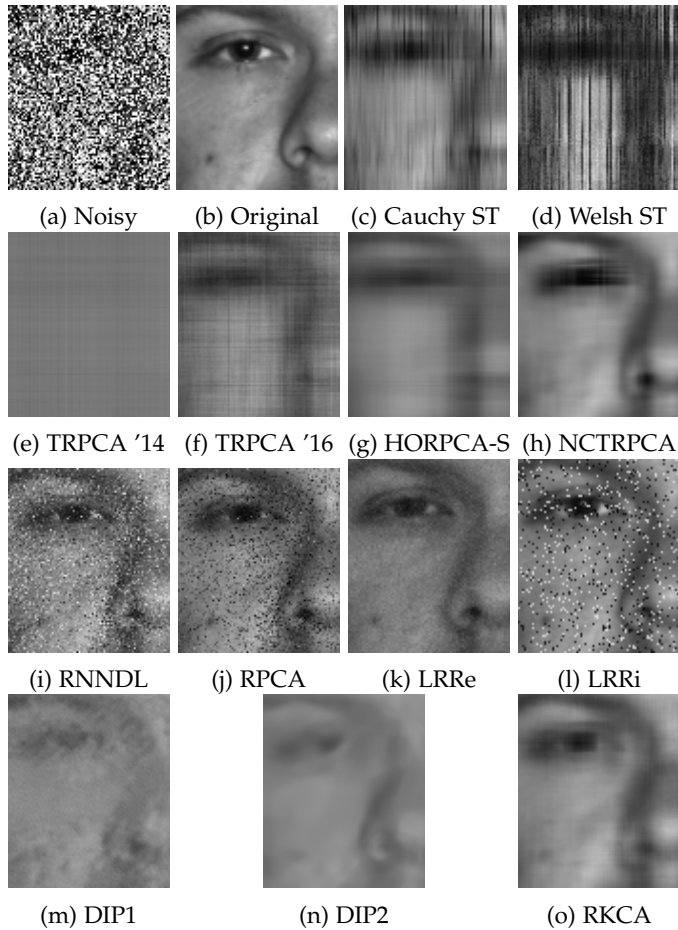 (a) Noisy (b) Original (c) Cauchy ST (d) Welsh ST
(e) TRPCA '14 (f) TRPCA '16 (g) HORPCA-S (h) NCTRPCA
(i) RNNDL (j) RPCA (k) LRRe (l) LRRi
(m) DIP1 (n) DIP2 (o) RKCA